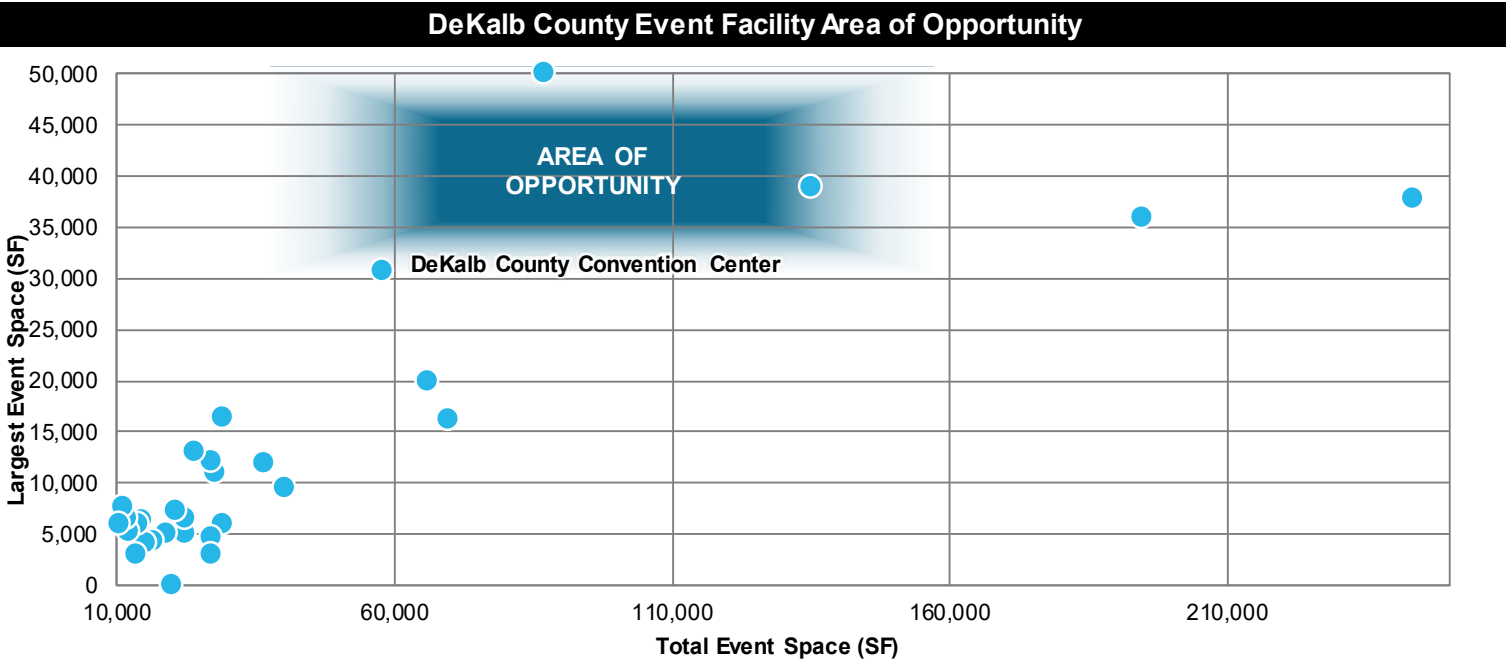 DeKalb County Event Facility Area of Opportunity
50,000
45,000
40,000
35,000
30,000
25,000
20,000
15,000
10,000
5,000
0
Largest Event Space (SF)
AREA OF
OPPORTUNITY
DeKalb County Convention Center
10,000
60,000
110,000
160,000
210,000
Total Event Space (SF)